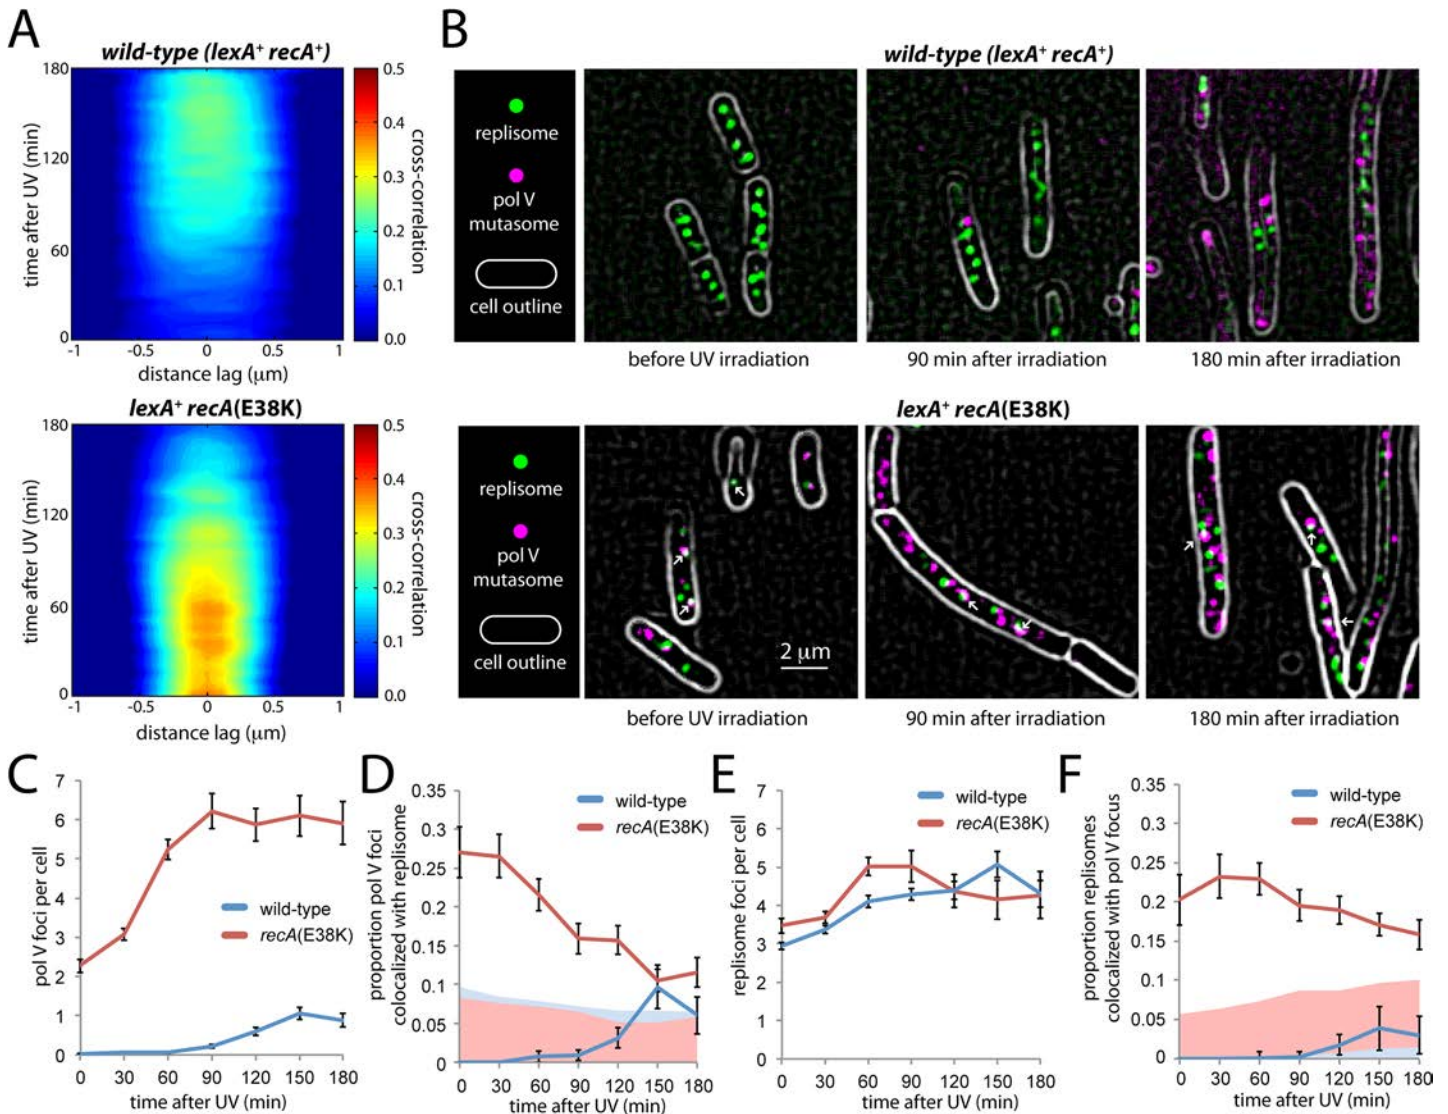 A
wild-type (lexA⁺ recA⁺)
180
120
60
0
time after UV (min)
-1 -0.5 0 0.5 1
distance lag (μm)
0.5
0.4
0.3
0.2
0.1
0.0
cross-correlation
lexA⁺ recA(E38K)
180
120
60
0
time after UV (min)
-1 -0.5 0 0.5 1
distance lag (μm)
0.5
0.4
0.3
0.2
0.1
0.0
cross-correlation
B
wild-type (lexA⁺ recA⁺)
replisome
pol V
mutasome
cell outline
before UV irradiation
90 min after irradiation
180 min after irradiation
lexA⁺ recA(E38K)
replisome
pol V
mutasome
cell outline
2 μm
before UV irradiation
90 min after irradiation
180 min after irradiation
C
7
6
5
4
3
2
1
0
pol V foci per cell
wild-type
recA(E38K)
0 30 60 90 120 150 180
time after UV (min)
D
0.35
0.3
0.25
0.2
0.15
0.1
0.05
0
proportion pol V foci
colocalized with replisome
wild-type
recA(E38K)
0 30 60 90 120 150 180
time after UV (min)
E
7
6
5
4
3
2
1
0
replisome foci per cell
wild-type
recA(E38K)
0 30 60 90 120 150 180
time after UV (min)
F
0.35
0.3
0.25
0.2
0.15
0.1
0.05
0
proportion replisomes
colocalized with pol V focus
wild-type
recA(E38K)
0 30 60 90 120 150 180
time after UV (min)